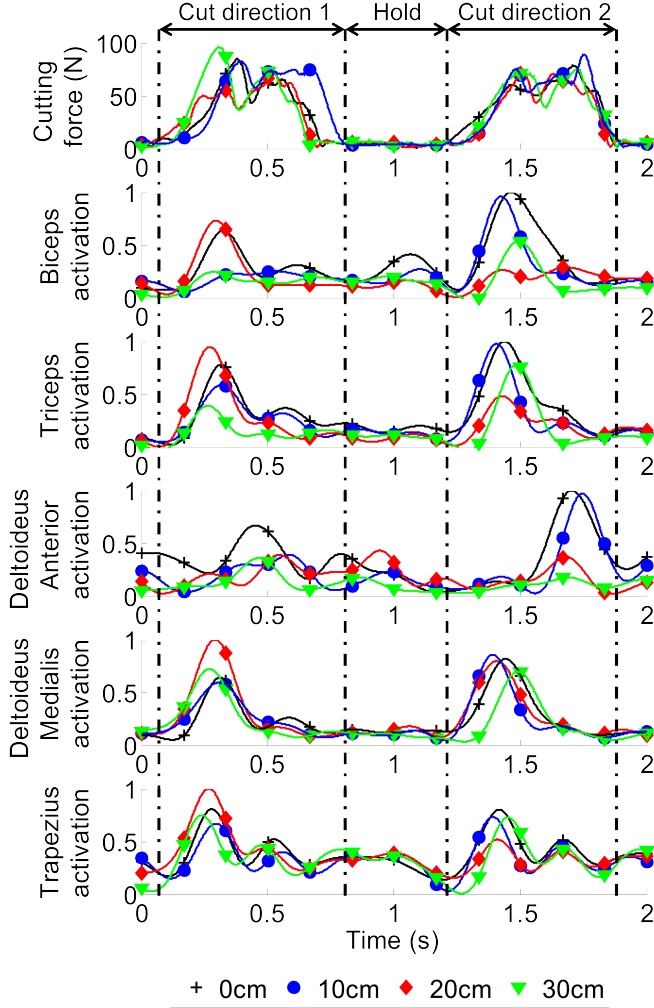 Cut direction 1 Hold Cut direction 2
Cutting
force (N)
100
50
0
0 0.5 1 1.5 2
Biceps
activation
1
0.5
0
0 0.5 1 1.5 2
Triceps
activation
1
0.5
0
0 0.5 1 1.5 2
Deltoideus
Anterior
activation
1
0.5
0
0 0.5 1 1.5 2
Deltoideus
Medialis
activation
1
0.5
0
0 0.5 1 1.5 2
Trapezius
activation
1
0.5
0
0 0.5 1 1.5 2
Time (s)
0cm 10cm 20cm 30cm